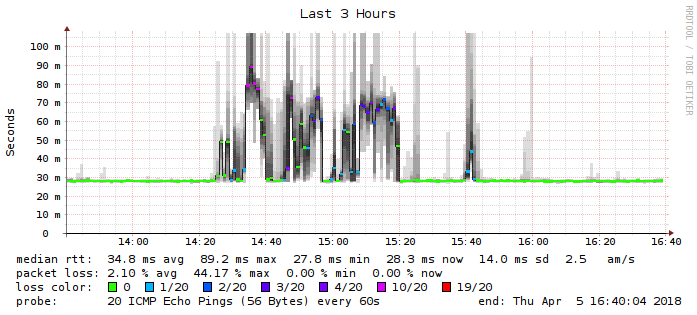 Last 3 Hours
RRDTOOL / TOBI OETIKER
Seconds
100 m
90 m
80 m
70 m
60 m
50 m
40 m
30 m
20 m
10 m
0
14:00 14:20 14:40 15:00 15:20 15:40 16:00 16:20 16:40
median rtt: 34.8 ms avg 89.2 ms max 27.8 ms min 28.3 ms now 14.0 ms sd 2.5 am/s
packet loss: 2.10 % avg 44.17 % max 0.00 % min 0.00 % now
loss color: 0 1/20 2/20 3/20 4/20 10/20 19/20
probe: 20 ICMP Echo Pings (56 Bytes) every 60s end: Thu Apr 5 16:40:04 2018